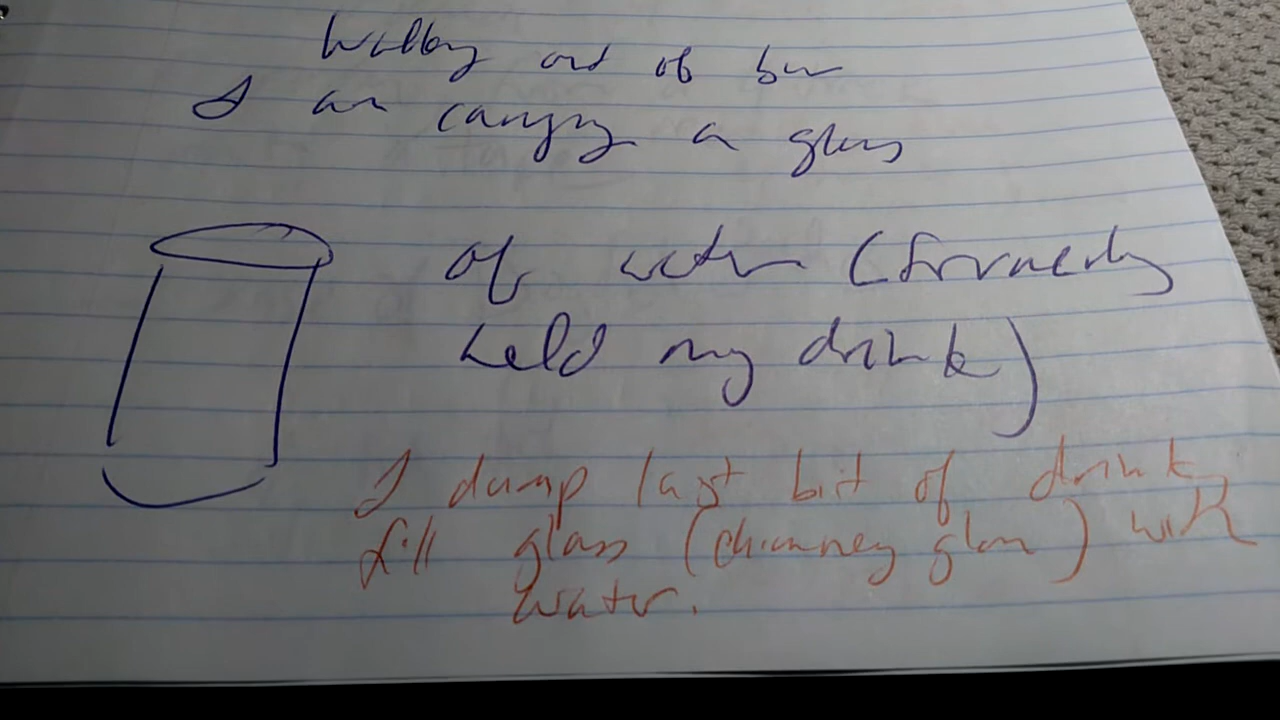 Walking out of bar
I am carrying a glass
of water (formerly
held my drink)
I dump last bit of drink,
fill glass (chimney glass) with
water.